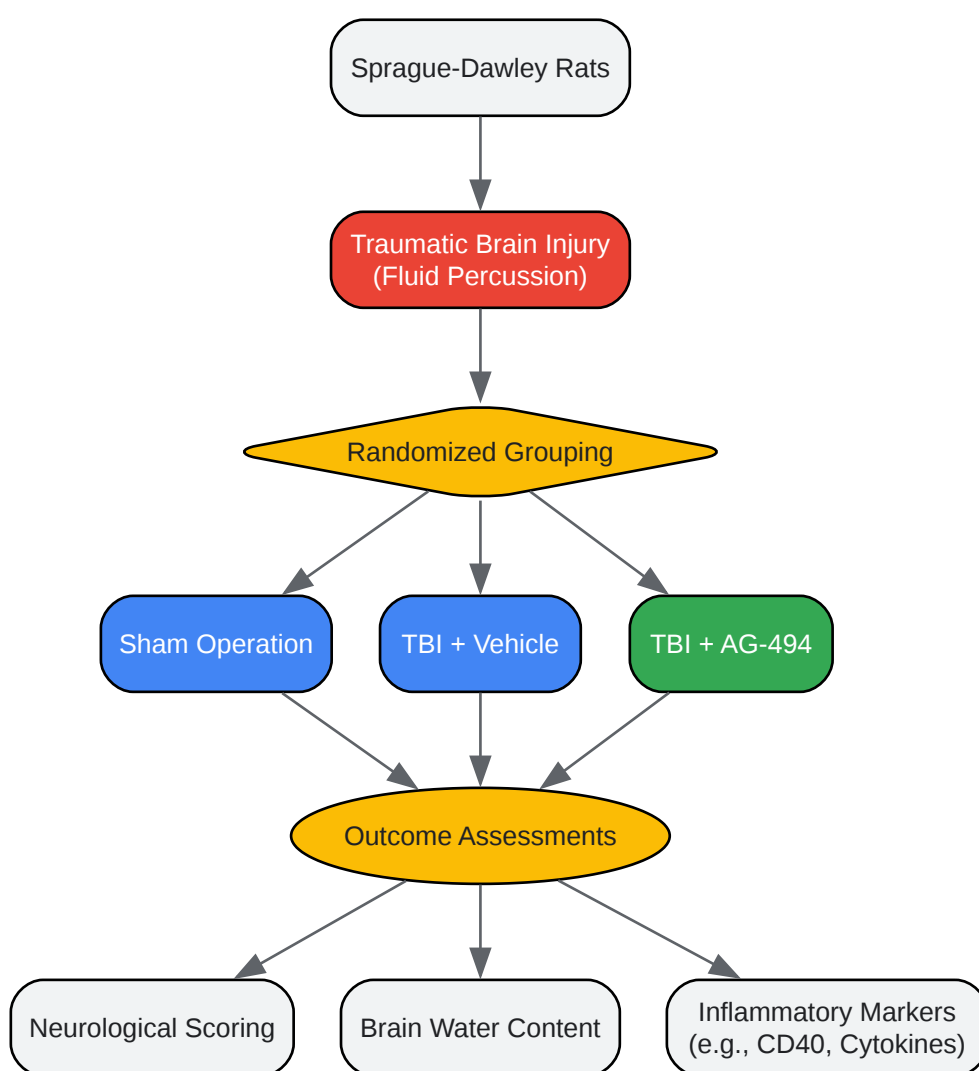 Sprague-Dawley Rats
Traumatic Brain Injury
(Fluid Percussion)
Randomized Grouping
Sham Operation
TBI + Vehicle
TBI + AG-494
Outcome Assessments
Neurological Scoring
Brain Water Content
Inflammatory Markers
(e.g., CD40, Cytokines)